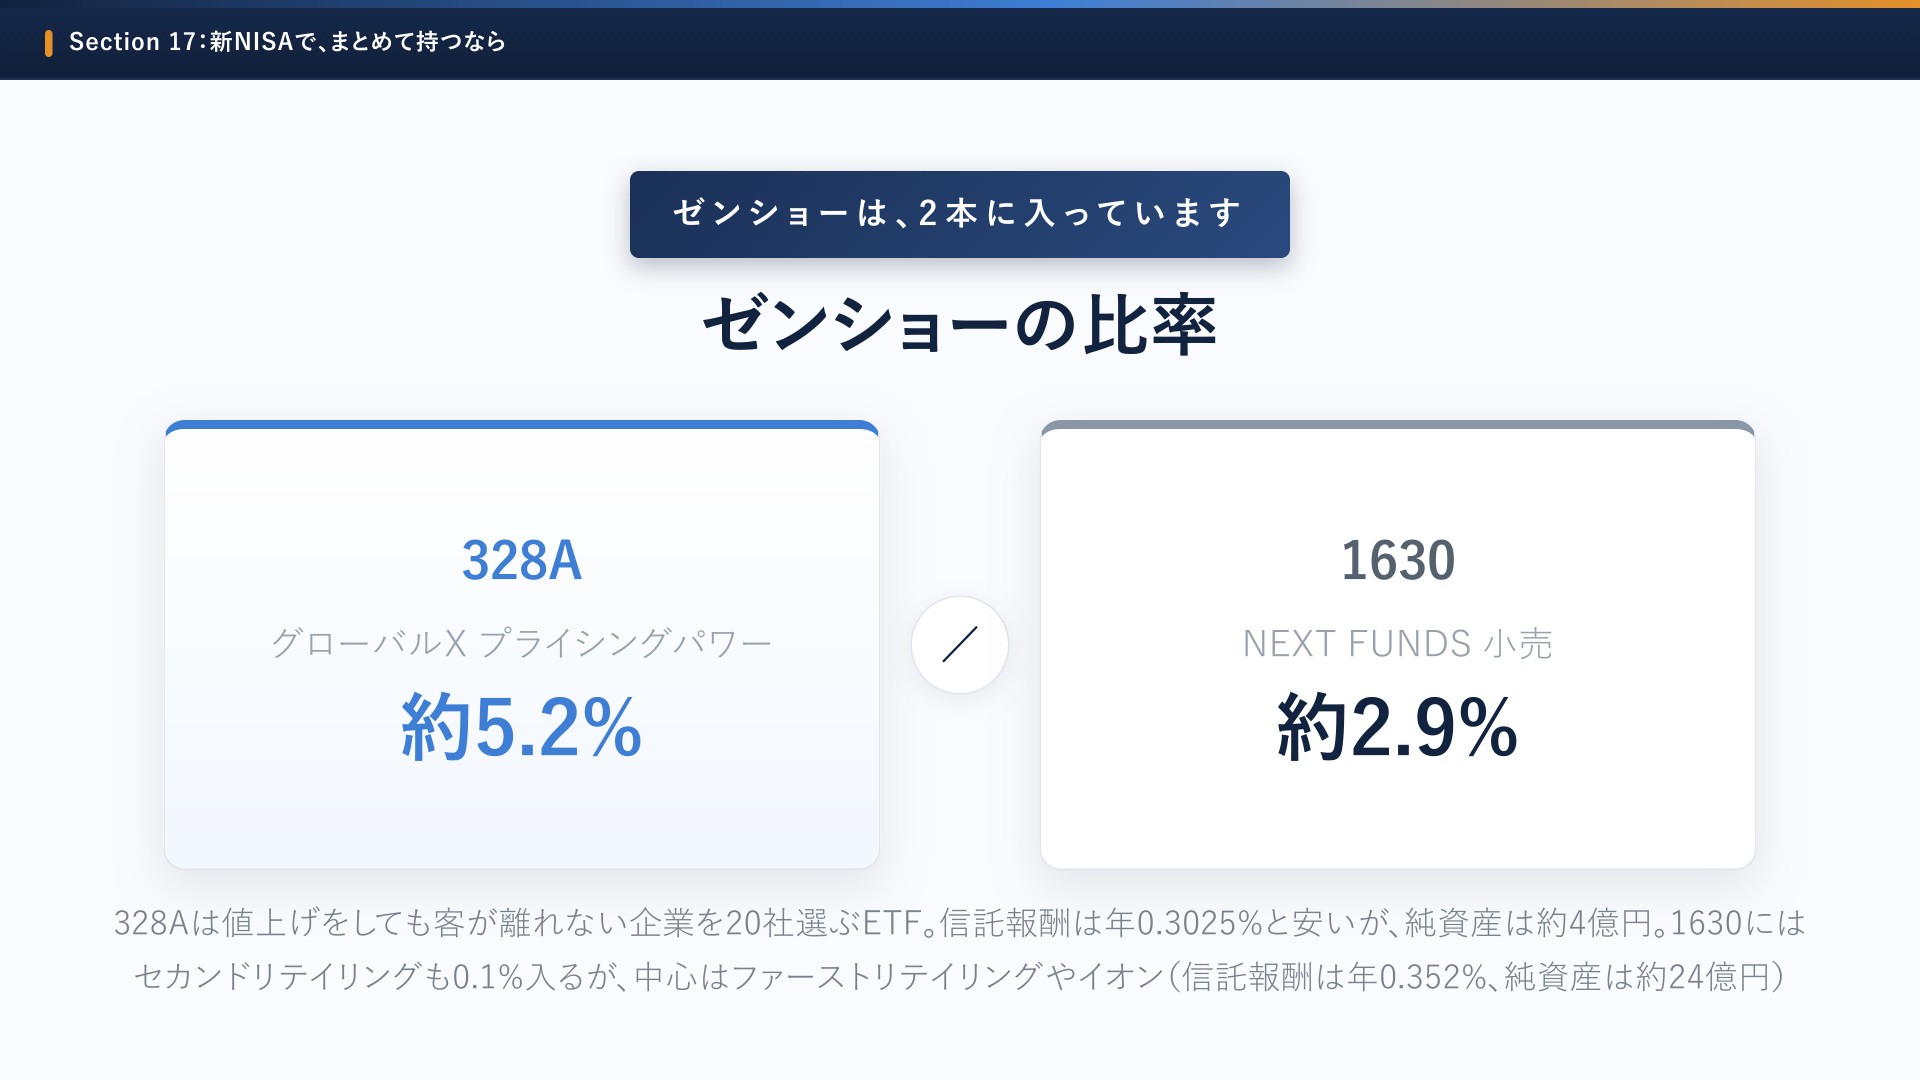 Section 17：新NISAで、まとめて持つなら
ゼンショーは、2本に入っています
ゼンショーの比率
328A
グローバルX プライシングパワー
約5.2%
／
1630
NEXT FUNDS 小売
約2.9%
328Aは値上げをしても客が離れない企業を20社選ぶETF。信託報酬は年0.3025%と安いが、純資産は約4億円。1630には
セカンドリテイリングも0.1%入るが、中心はファーストリテイリングやイオン（信託報酬は年0.352%、純資産は約24億円）